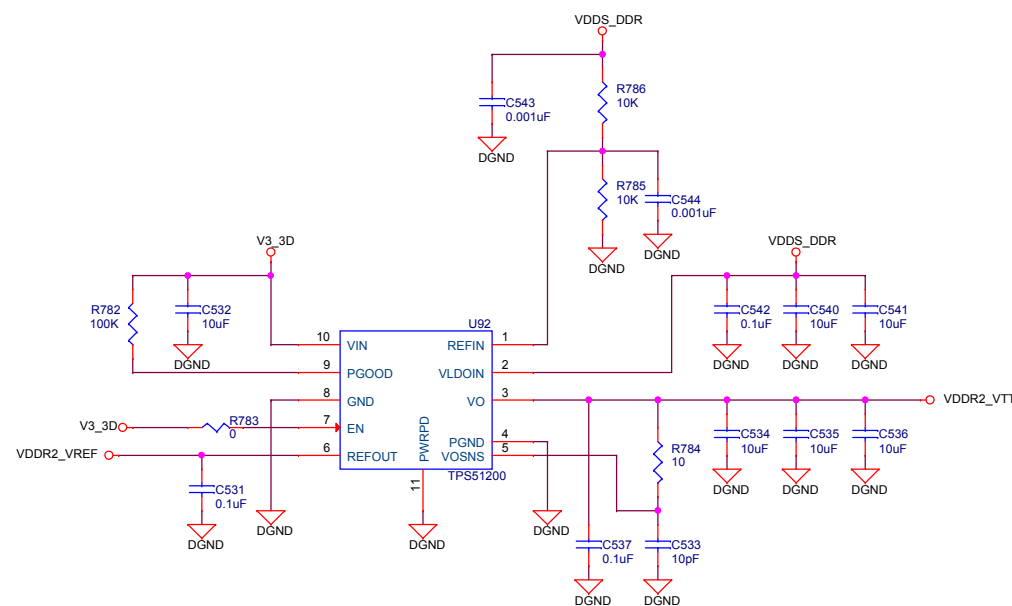 VDDS_DDR
R786
10K
C543
0.001uF
DGND
R785
10K
C544
0.001uF
DGND
DGND
V3_3D
VDDS_DDR
R782
100K
C532
10uF
DGND
C542
0.1uF
C540
10uF
C541
10uF
DGND
DGND
DGND
U92
10
VIN
REFIN
1
9
PGOOD
VLDOIN
2
8
GND
VO
3
VDDR2_VTT
V3_3D
R783
0
7
EN
PWRPD
PGND
4
VDDR2_VREF
6
REFOUT
VOSNS
5
TPS51200
11
C531
0.1uF
DGND
DGND
DGND
DGND
R784
10
C534
10uF
C535
10uF
C536
10uF
DGND
DGND
DGND
C537
0.1uF
C533
10pF
DGND
DGND